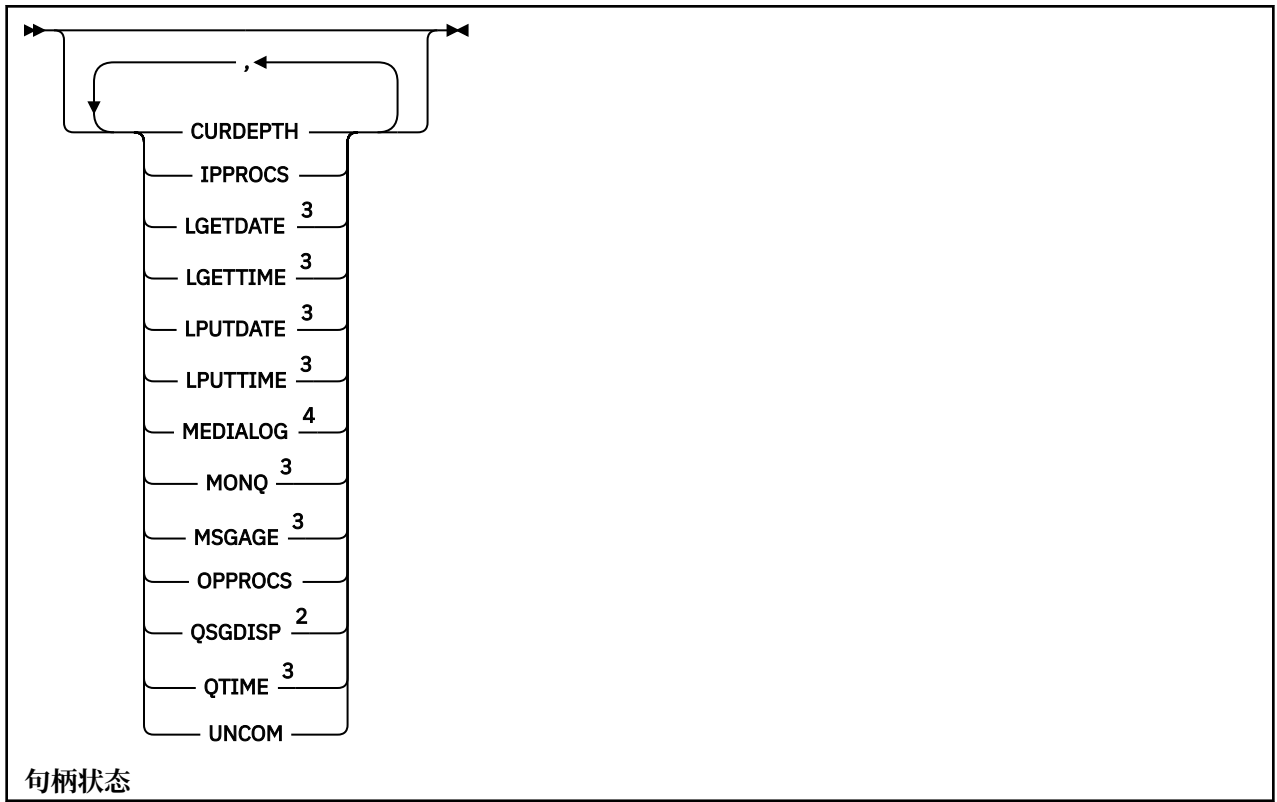 ,
CURDEPTH
IPPROCS
LGETDATE 3
LGETTIME 3
LPUTDATE 3
LPUTTIME 3
MEDIALOG 4
MONQ 3
MSGAGE 3
OPPROCS
QSGDISP 2
QTIME 3
UNCOM
句柄状态